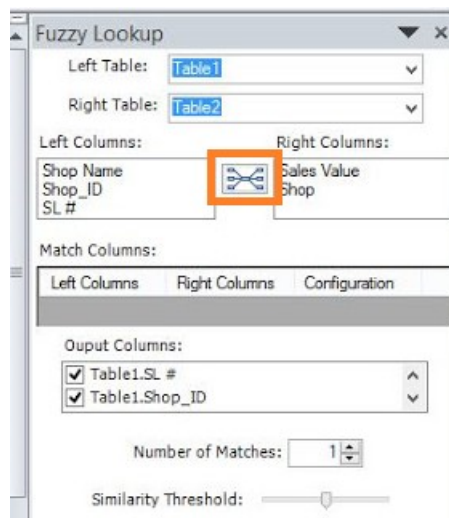 Fuzzy Lookup
Left Table: Table1
Right Table: Table2
Left Columns: Right Columns:
Shop Name Sales Value
Shop_ID Shop
SL #
Match Columns:
Left Columns Right Columns Configuration
Ouput Columns:
Table1.SL #
Table1.Shop_ID
Number of Matches: 1
Similarity Threshold: